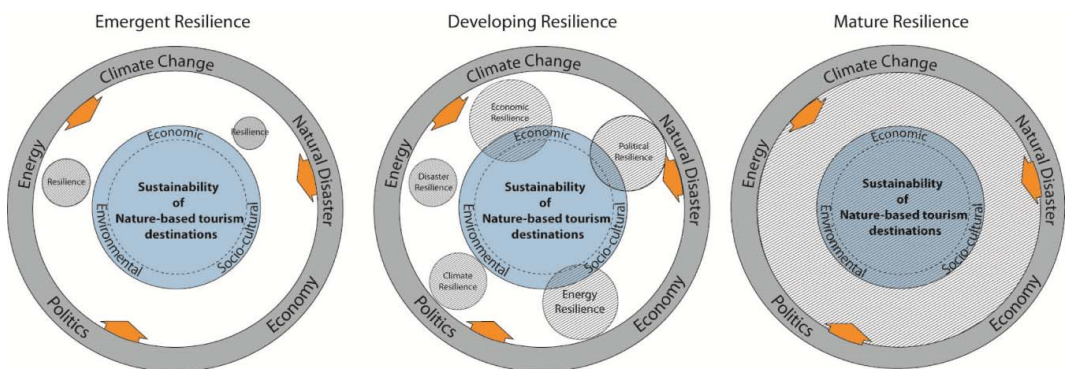 Emergent Resilience
Climate Change
Natural Disaster
Economy
Politics
Energy
Resilience
Resilience
Economic
Socio-cultural
Environmental
Sustainability
of
Nature-based tourism
destinations
Developing Resilience
Climate Change
Natural Disaster
Economy
Politics
Energy
Economic
Resilience
Political
Resilience
Disaster
Resilience
Climate
Resilience
Energy
Resilience
Economic
Socio-cultural
Environmental
Sustainability
of
Nature-based tourism
destinations
Mature Resilience
Climate Change
Natural Disaster
Economy
Politics
Energy
Economic
Socio-cultural
Environmental
Sustainability
of
Nature-based tourism
destinations